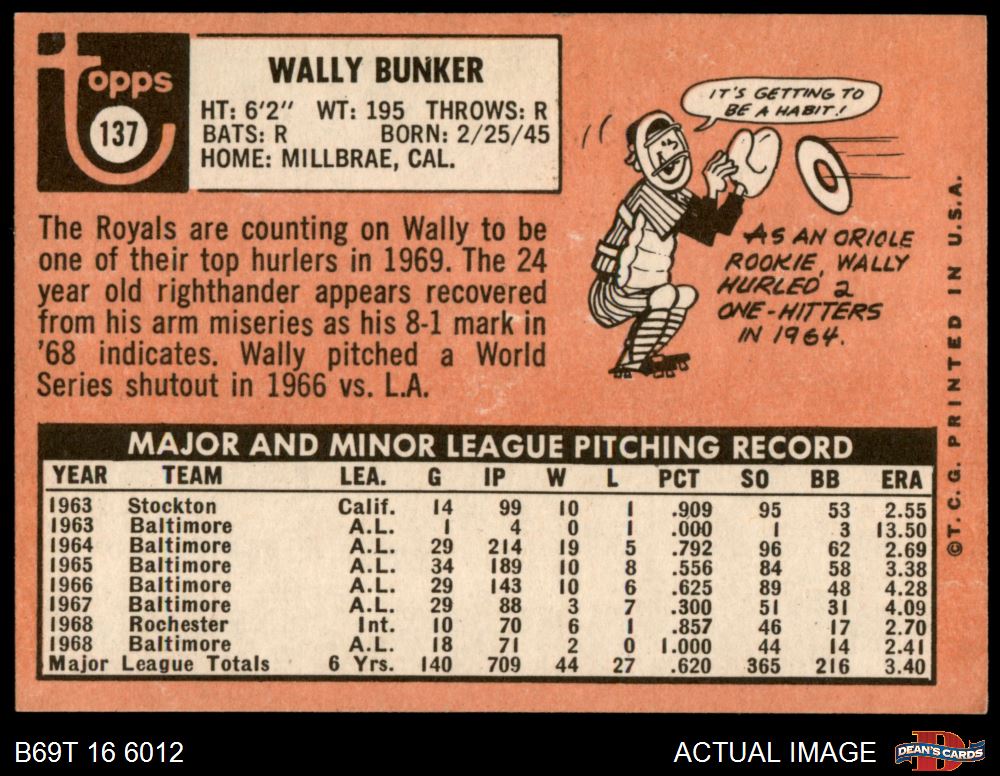 topps
137
WALLY BUNKER
HT: 6'2" WT: 195 THROWS: R
BATS: R BORN: 2/25/45
HOME: MILLBRAE, CAL.
The Royals are counting on Wally to be
one of their top hurlers in 1969. The 24
year old righthander appears recovered
from his arm miseries as his 8-1 mark in
'68 indicates. Wally pitched a World
Series shutout in 1966 vs. L.A.
IT'S GETTING TO
BE A HABIT!
AS AN ORIOLE
ROOKIE, WALLY
HURLED 2
ONE-HITTERS
IN 1964.
©T.C.G. PRINTED IN U.S.A.
MAJOR AND MINOR LEAGUE PITCHING RECORD
YEAR TEAM LEA. G IP W L PCT SO BB ERA
1963 Stockton Calif. 14 99 10 1 .909 95 53 2.55
1963 Baltimore A.L. 1 4 0 1 .000 1 3 13.50
1964 Baltimore A.L. 29 214 19 5 .792 96 62 2.69
1965 Baltimore A.L. 34 189 10 8 .556 84 58 3.38
1966 Baltimore A.L. 29 143 10 6 .625 89 48 4.28
1967 Baltimore A.L. 29 88 3 7 .300 51 31 4.09
1968 Rochester Int. 10 70 6 1 .857 46 17 2.70
1968 Baltimore A.L. 18 71 2 0 1.000 44 14 2.41
Major League Totals 6 Yrs. 140 709 44 27 .620 365 216 3.40
B69T 16 6012
ACTUAL IMAGE
DEAN'S CARDS